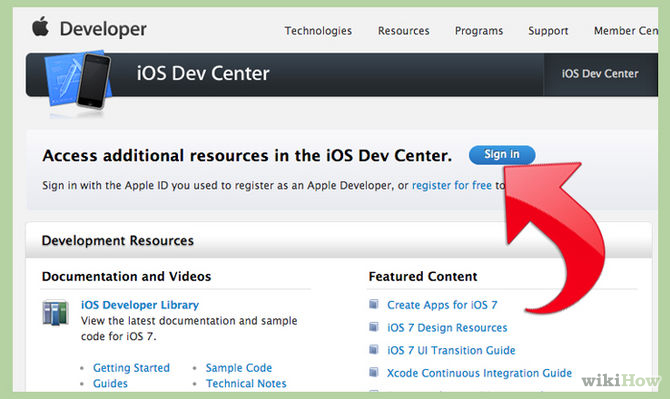 Developer
Technologies Resources Programs Support Member Cen
iOS Dev Center
iOS Dev Center
Access additional resources in the iOS Dev Center. Sign in
Sign in with the Apple ID you used to register as an Apple Developer, or register for free to
Development Resources
Documentation and Videos
iOS Developer Library
View the latest documentation and sample
code for iOS 7.
• Getting Started • Sample Code
• Guides • Technical Notes
Featured Content
Create Apps for iOS 7
iOS 7 Design Resources
iOS 7 UI Transition Guide
Xcode Continuous Integration Guide
wikiHow